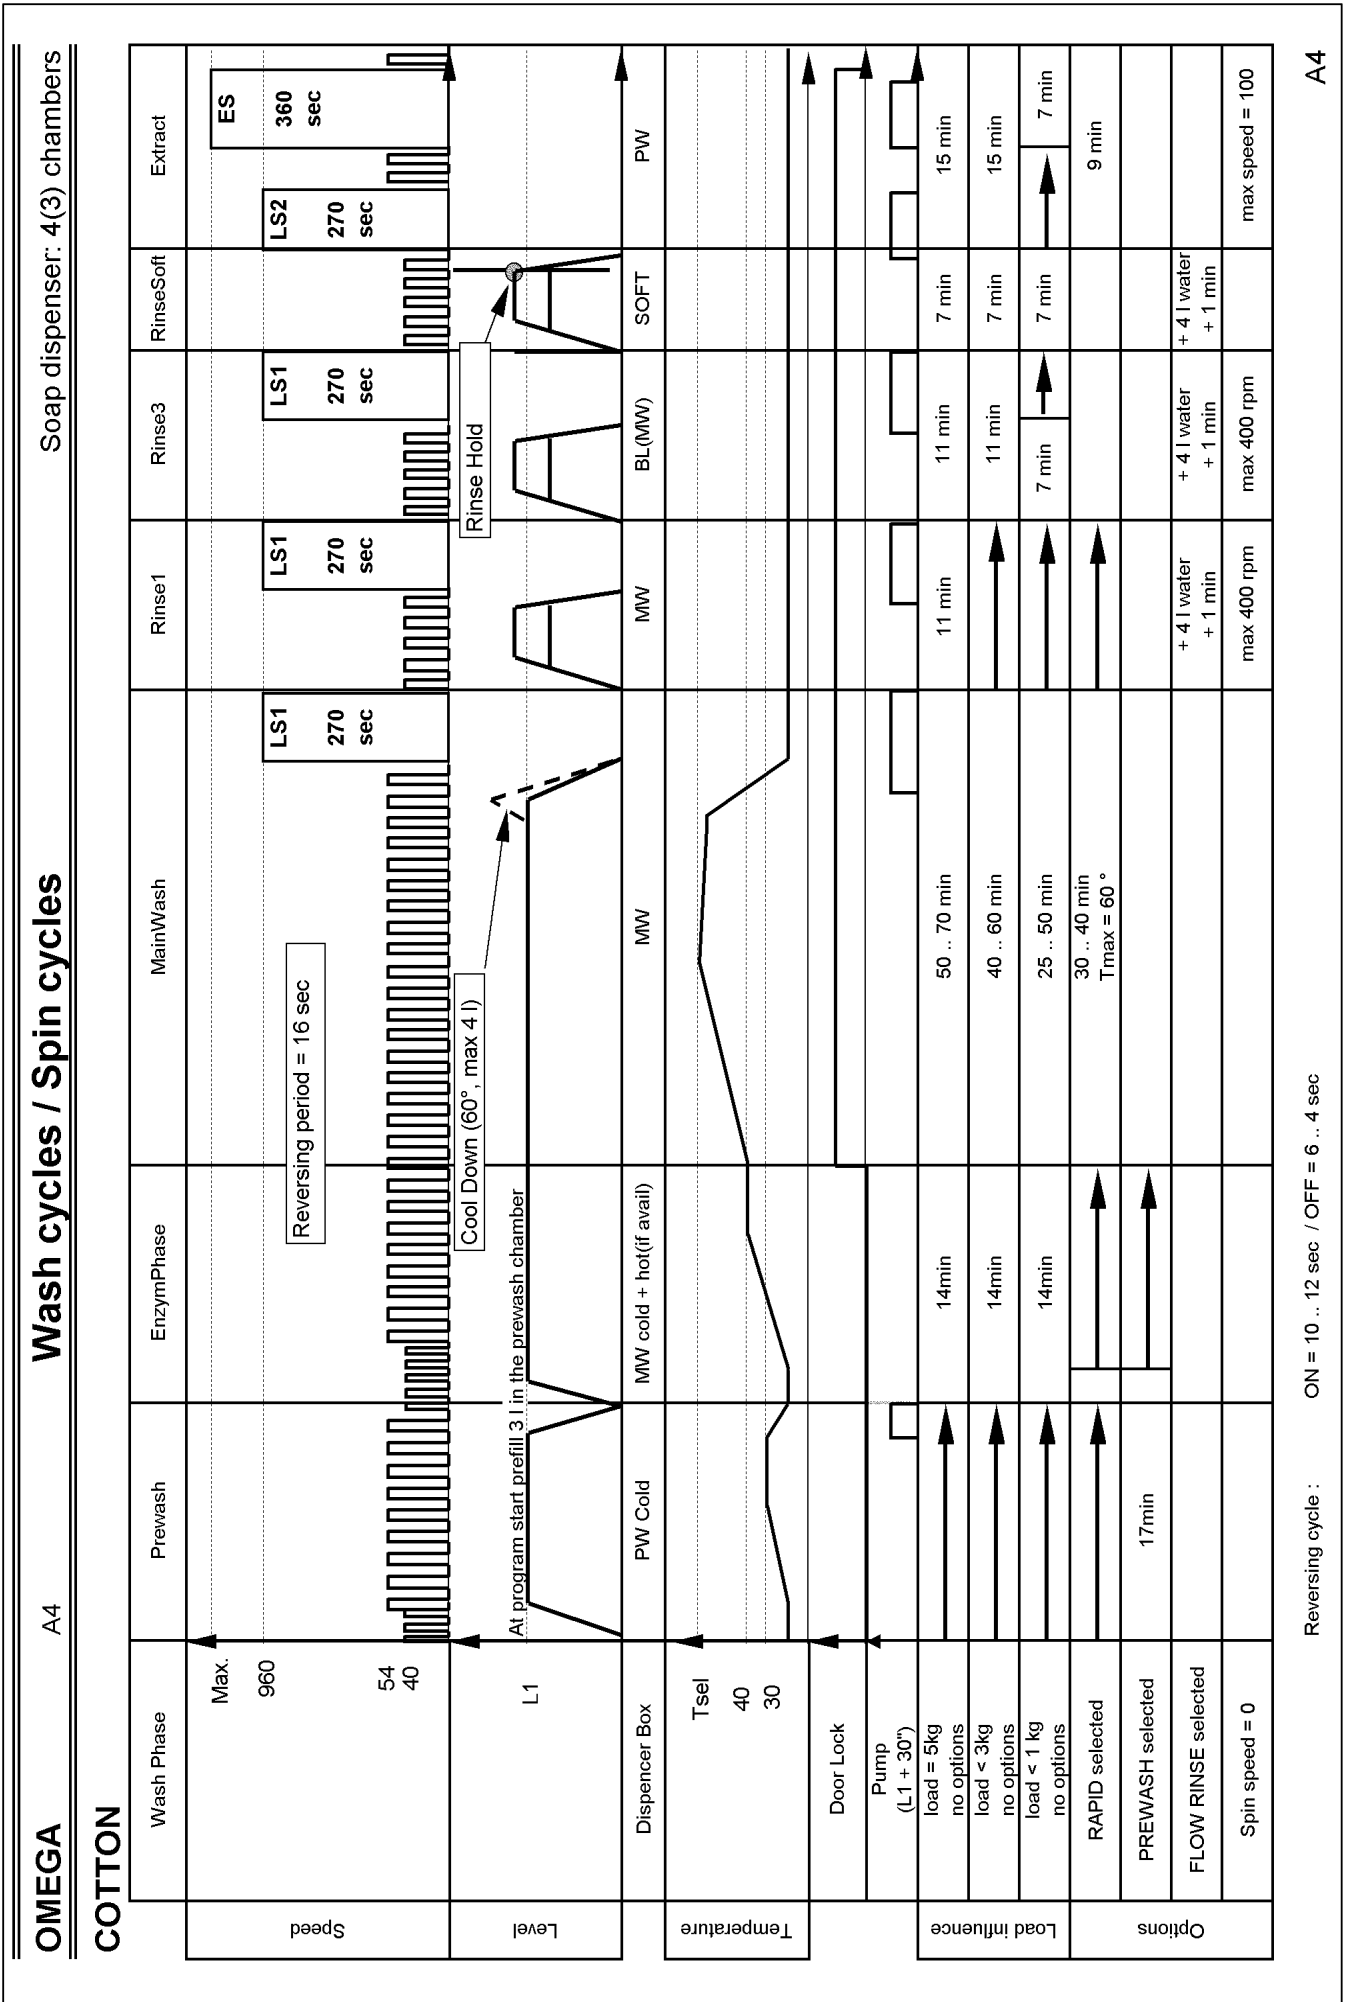 OMEGA A4 Wash cycles / Spin cycles Soap dispenser: 4(3) chambers
COTTON
Wash Phase Prewash EnzymPhase MainWash Rinse1 Rinse3 RinseSoft Extract
Speed
Max.
960
54
40
Reversing period = 16 sec
LS1
270
sec
LS1
270
sec
LS1
270
sec
LS2
270
sec
ES
360
sec
Level
L1
At program start prefill 3 l in the prewash chamber
Cool Down (60°, max 4 l)
Rinse Hold
Dispencer Box PW Cold MW cold + hot(if avail) MW MW BL(MW) SOFT PW
Temperature
Tsel
40
30
Door Lock
Pump
(L1 + 30")
Load influence
load = 5kg
no options
14min 50 .. 70 min 11 min 11 min 7 min 15 min
load < 3kg
no options
14min 40 .. 60 min 11 min 7 min 15 min
load < 1 kg
no options
14min 25 .. 50 min 7 min 7 min 7 min
Options
RAPID selected
30 .. 40 min
Tmax = 60 °
9 min
PREWASH selected 17min
FLOW RINSE selected
+ 4 l water
+ 1 min
+ 4 l water
+ 1 min
+ 4 l water
+ 1 min
Spin speed = 0 max 400 rpm max 400 rpm max speed = 100
Reversing cycle : ON = 10 .. 12 sec / OFF = 6 .. 4 sec A4